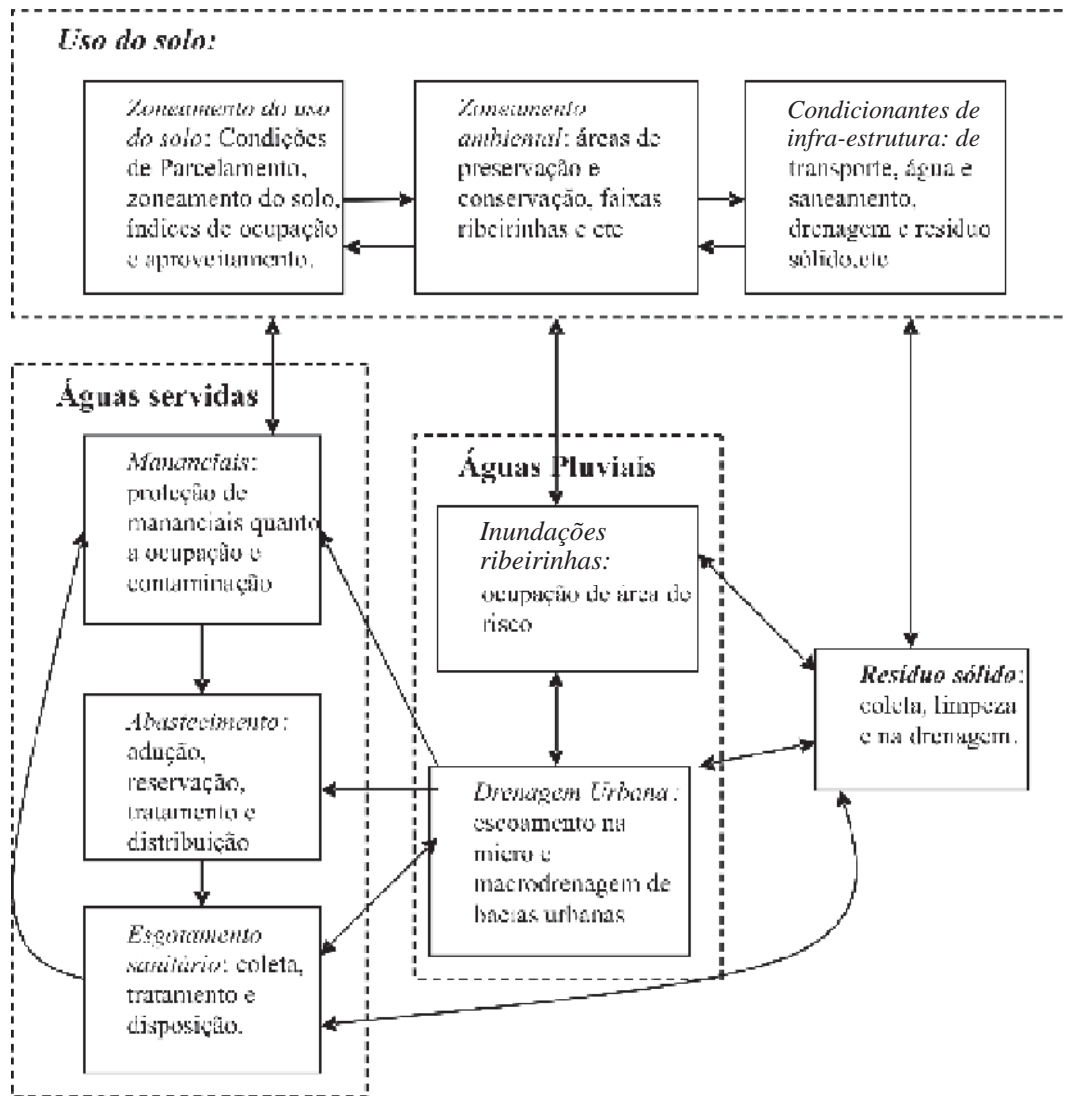 Uso do solo:
Zoneamento do uso
do solo: Condições
de Parcelamento,
zoneamento do solo,
índices de ocupação
e aproveitamento.
Zoneamento
ambiental: áreas de
preservação e
conservação, faixas
ribeirinhas e etc
Condicionantes de
infra-estrutura: de
transporte, água e
saneamento,
drenagem e resíduo
sólido,etc
Águas servidas
Mananciais:
proteção de
mananciais quanto
a ocupação e
contaminação
Abastecimento:
adução,
reservação,
tratamento e
distribuição
Esgotamento
sanitário: coleta,
tratamento e
disposição.
Águas Pluviais
Inundações
ribeirinhas:
ocupação de área de
risco
Drenagem Urbana:
escoamento na
micro e
macrodrenagem de
bacias urbanas
Resíduo sólido:
coleta, limpeza
e na drenagem.